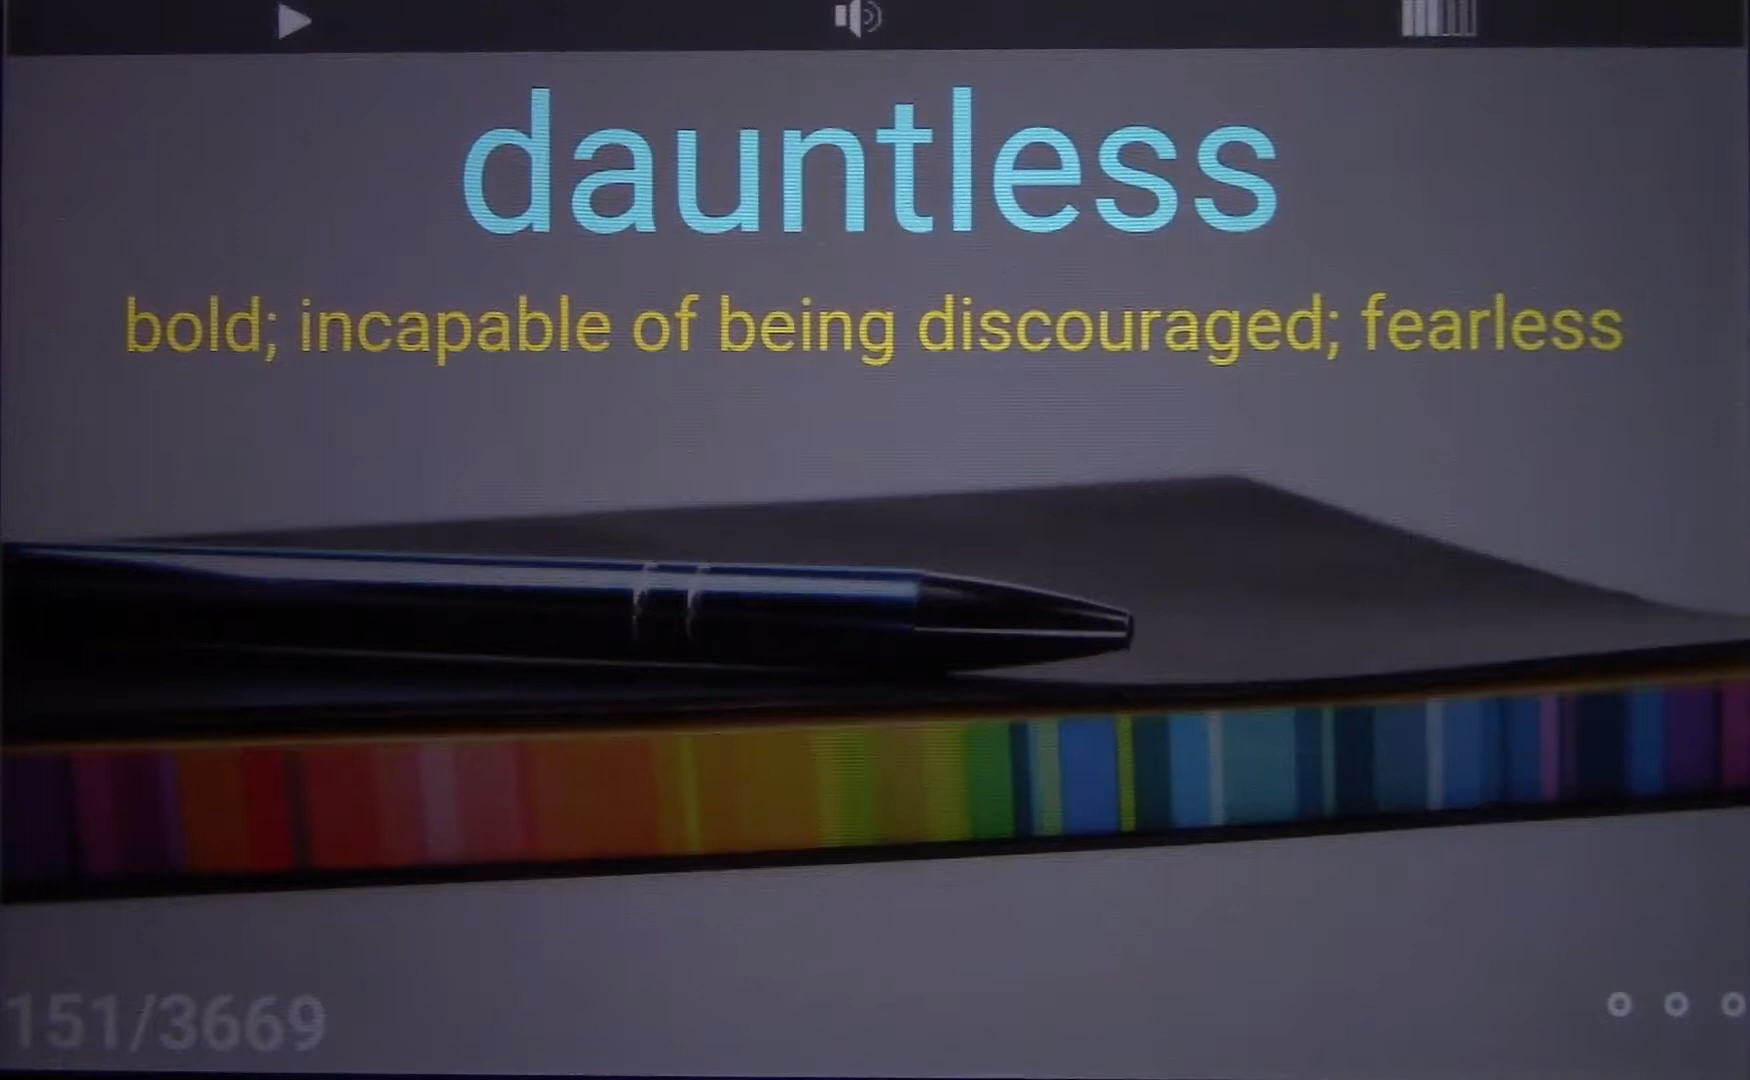 dauntless
bold; incapable of being discouraged; fearless
151/3669